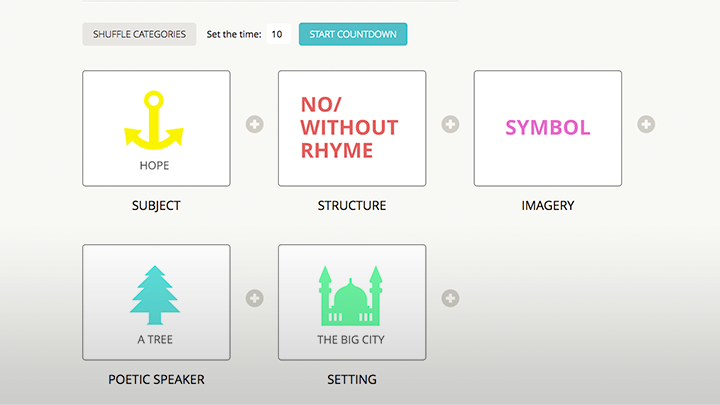 SHUFFLE CATEGORIES Set the time: 10 START COUNTDOWN
HOPE
NO/
WITHOUT
RHYME
SYMBOL
SUBJECT STRUCTURE IMAGERY
A TREE THE BIG CITY
POETIC SPEAKER SETTING